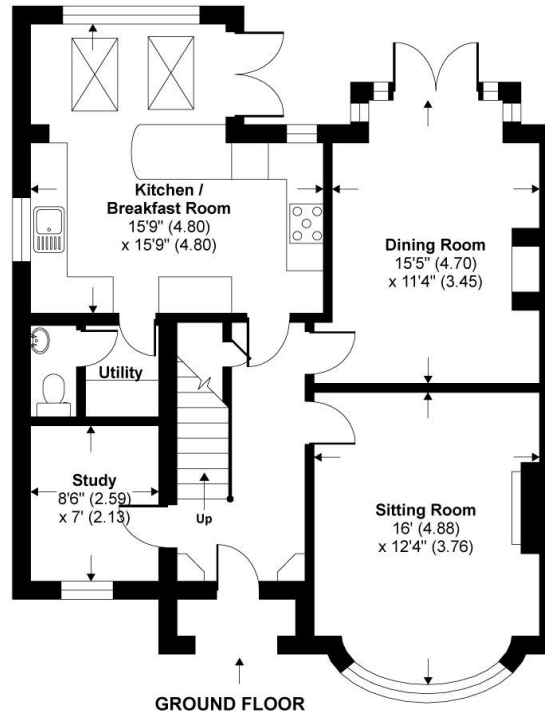 Kitchen /
Breakfast Room
15'9" (4.80)
x 15'9" (4.80)
Dining Room
15'5" (4.70)
x 11'4" (3.45)
Utility
Study
8'6" (2.59)
x 7' (2.13)
Up
Sitting Room
16' (4.88)
x 12'4" (3.76)
GROUND FLOOR